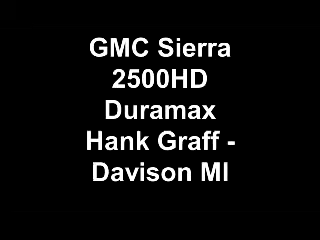 GMC Sierra
2500HD
Duramax
Hank Graff -
Davison MI